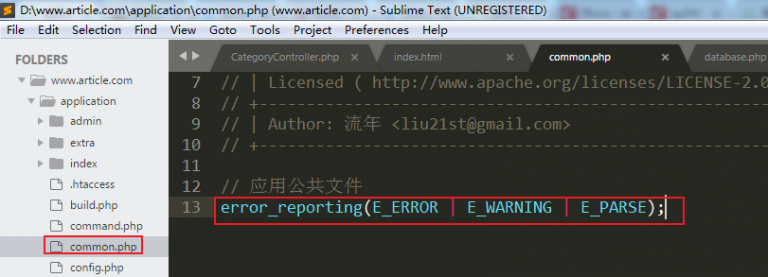 D:\www.article.com\application\common.php (www.article.com) - Sublime Text (UNREGISTERED)
File Edit Selection Find View Goto Tools Project Preferences Help
FOLDERS
www.article.com
application
admin
extra
index
.htaccess
build.php
command.php
common.php
config.php
CategoryController.php × index.html × common.php × database.php
7 // | Licensed ( http://www.apache.org/licenses/LICENSE-2.0
8 // +----------------------------------------------------------
9 // | Author: 流年 <liu21st@gmail.com>
10 // +----------------------------------------------------------
11
12 // 应用公共文件
13 error_reporting(E_ERROR | E_WARNING | E_PARSE);